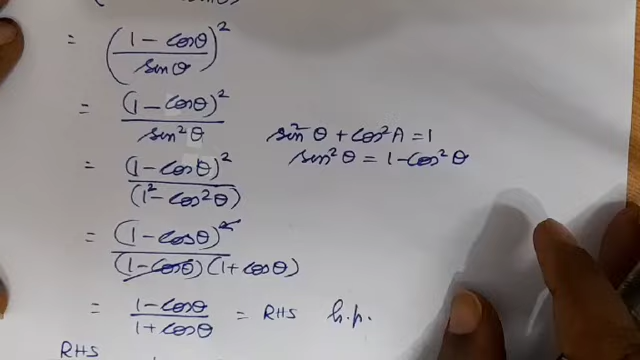 = ((1 - cosθ)/(sinθ))²
= (1 - cosθ)²/sin²θ
sin²θ + cos²A = 1
sin²θ = 1 - cos²θ
= (1 - cosθ)²/(1² - cos²θ)
= (1 - cosθ)²/(1 - cosθ)(1 + cosθ)
= (1 - cosθ)/(1 + cosθ) = RHS h.p.
RHS